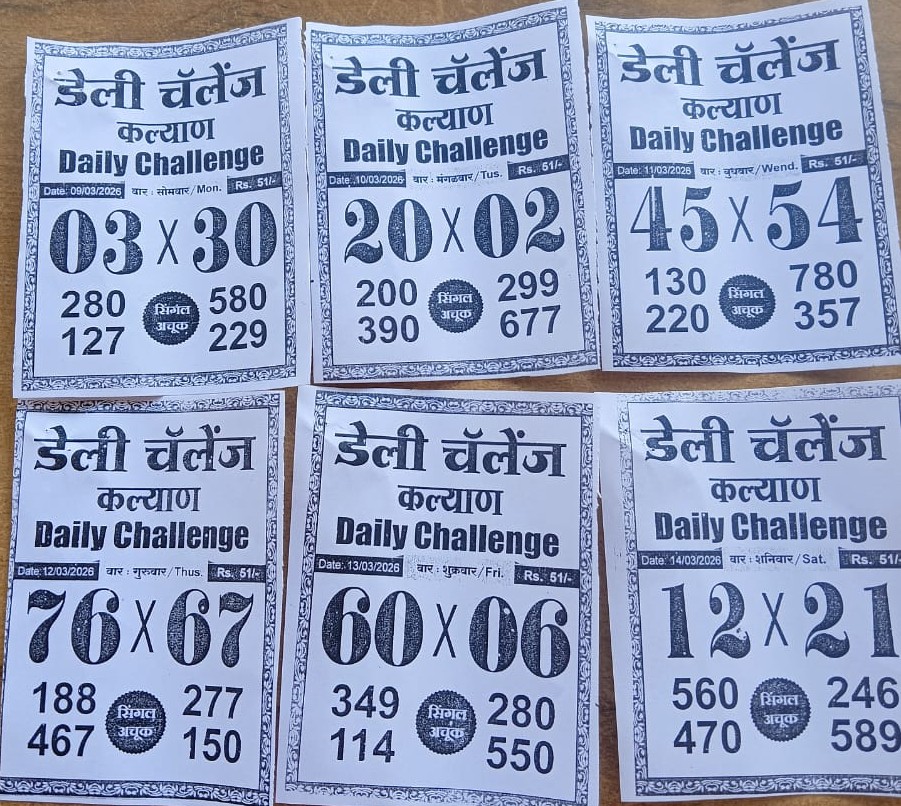 डेली चॅलेंज
कल्याण
Daily Challenge
Date: 09/03/2026 वार : सोमवार/Mon. Rs. 51/-
03 X 30
280 580
127 229
सिंगल
अचूक
डेली चॅलेंज
कल्याण
Daily Challenge
Date:.10/03/2026 वार : मंगळवार/Tus. Rs. 51/-
20 X 02
200 299
390 677
सिंगल
अचूक
डेली चॅलेंज
कल्याण
Daily Challenge
Date: 11/03/2026 वार : बुधवार/Wend. Rs. 51/-
45 X 54
130 780
220 357
सिंगल
अचूक
डेली चॅलेंज
कल्याण
Daily Challenge
Date:12/03/2026 वार : गुरुवार/Thus. Rs. 51/-
76 X 67
188 277
467 150
सिंगल
अचूक
डेली चॅलेंज
कल्याण
Daily Challenge
Date:.13/03/2026 वार : शुक्रवार/Fri. Rs. 51/-
60 X 06
349 280
114 550
सिंगल
अचूक
डेली चॅलेंज
कल्याण
Daily Challenge
Date: 14/03/2026 वार : शनिवार/Sat. Rs. 51/-
12 X 21
560 246
470 589
सिंगल
अचूक